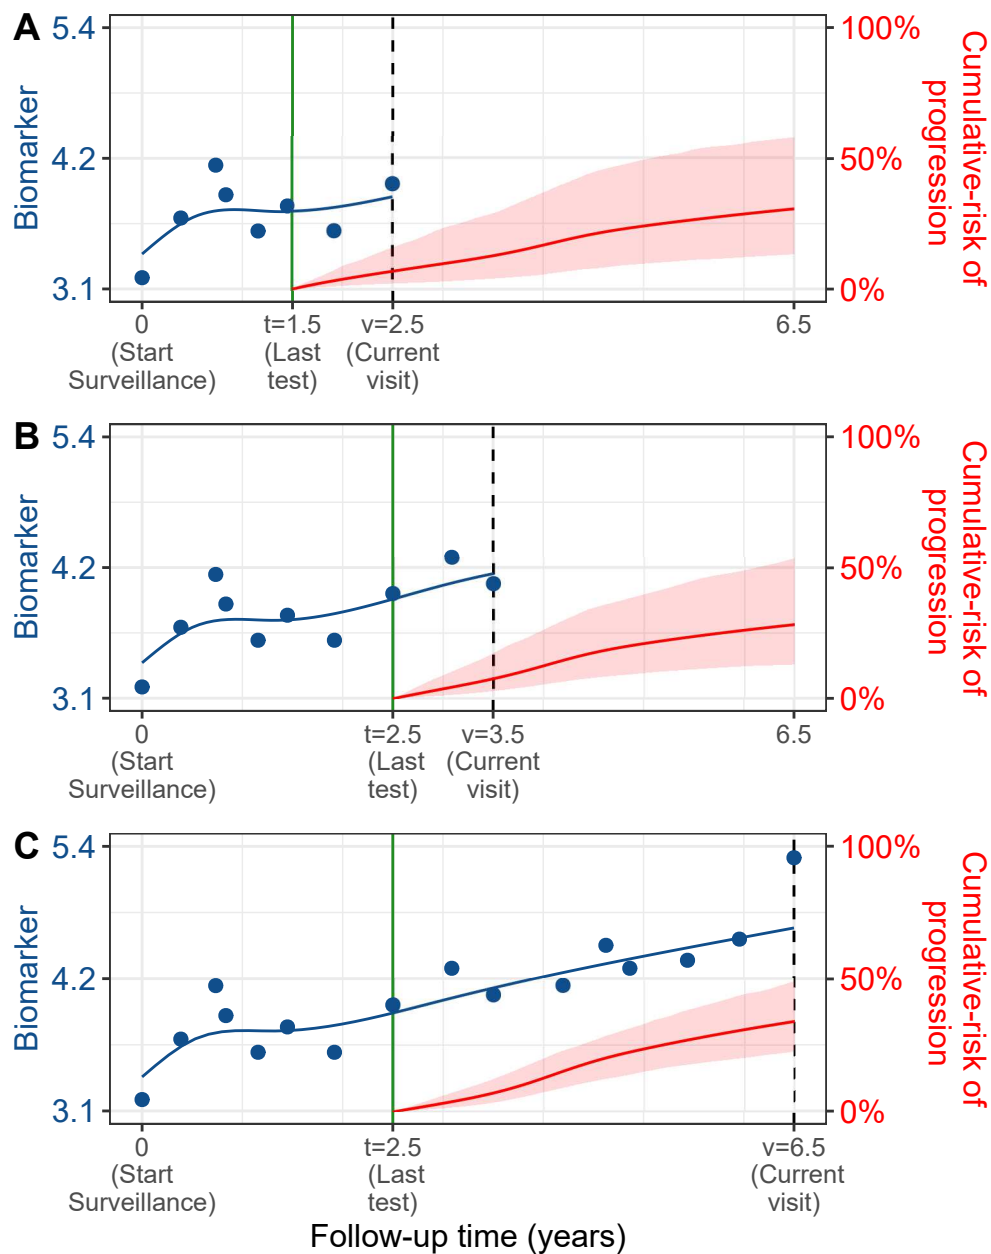 A
5.4
4.2
3.1
Biomarker
100%
50%
0%
Cumulative-risk of
progression
0
(Start
Surveillance)
t=1.5
(Last
test)
v=2.5
(Current
visit)
6.5
B
5.4
4.2
3.1
Biomarker
100%
50%
0%
Cumulative-risk of
progression
0
(Start
Surveillance)
t=2.5
(Last
test)
v=3.5
(Current
visit)
6.5
C
5.4
4.2
3.1
Biomarker
100%
50%
0%
Cumulative-risk of
progression
0
(Start
Surveillance)
t=2.5
(Last
test)
v=6.5
(Current
visit)
Follow-up time (years)